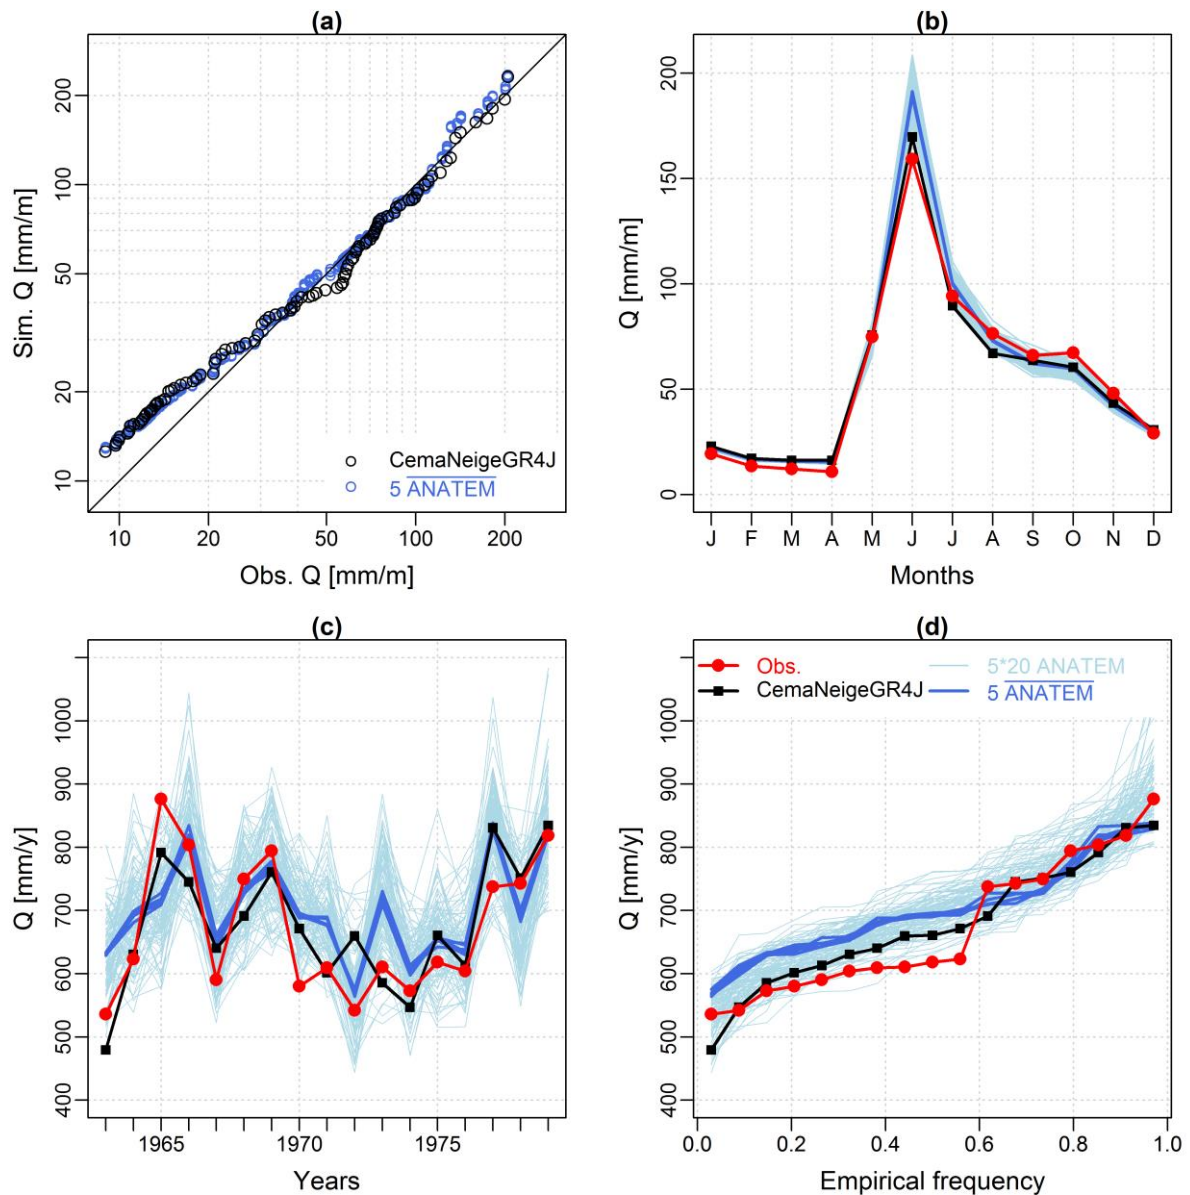 (a)
Sim. Q [mm/m]
200
100
50
20
10
CemaNeigeGR4J
5 ANATEM
10 20 50 100 200
Obs. Q [mm/m]
(b)
Q [mm/m]
200
150
100
50
0
J F M A M J J A S O N D
Months
(c)
Q [mm/y]
1000
900
800
700
600
500
400
1965 1970 1975
Years
(d)
Obs.
CemaNeigeGR4J
5*20 ANATEM
5 ANATEM
Q [mm/y]
1000
900
800
700
600
500
400
0.0 0.2 0.4 0.6 0.8 1.0
Empirical frequency